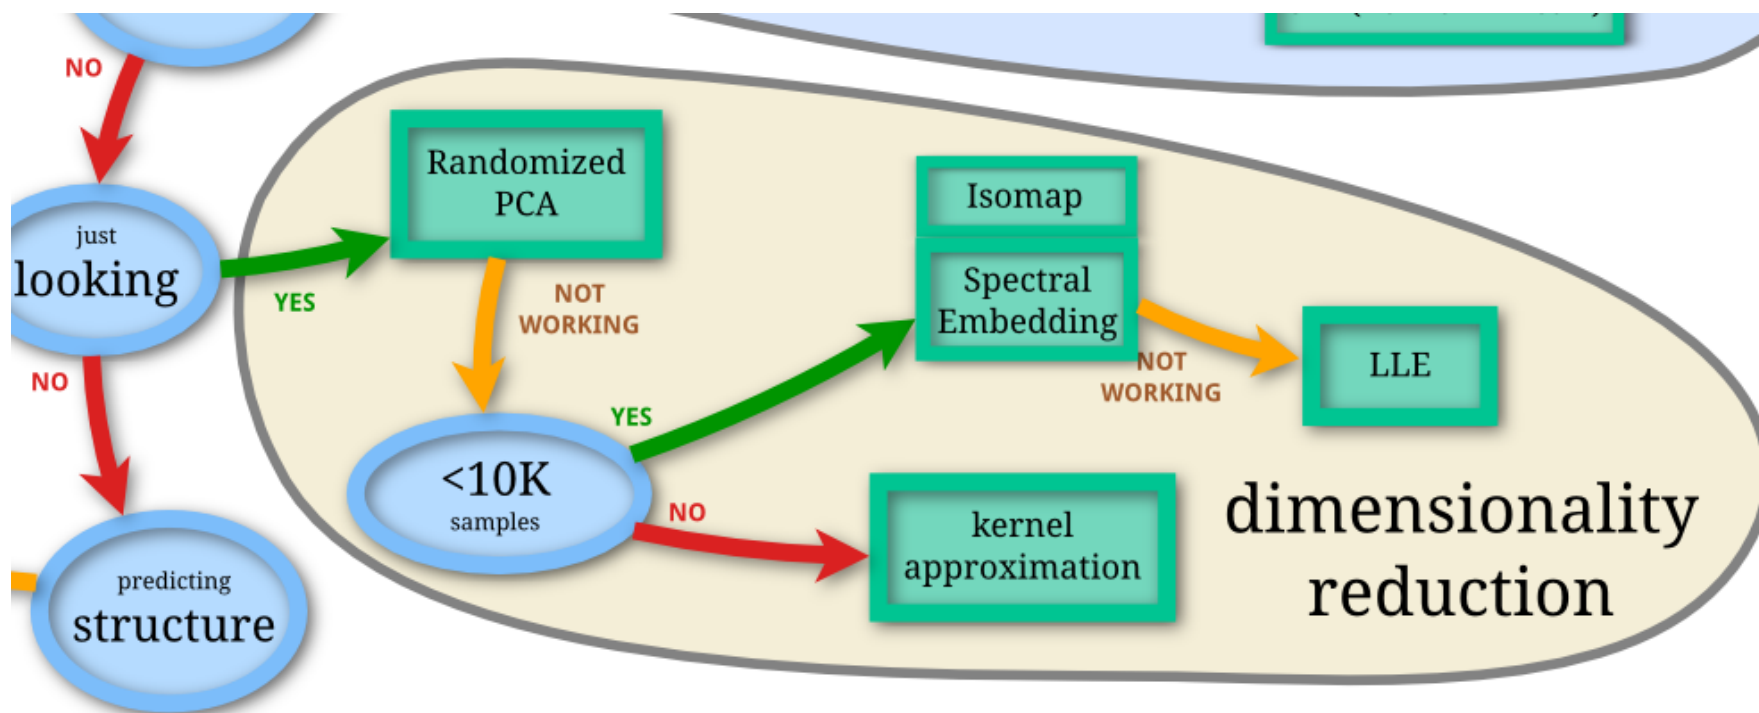 NO
Randomized
PCA
Isomap
just
looking
YES
NOT
WORKING
Spectral
Embedding
NOT
WORKING
LLE
NO
YES
<10K
samples
NO
kernel
approximation
dimensionality
reduction
predicting
structure